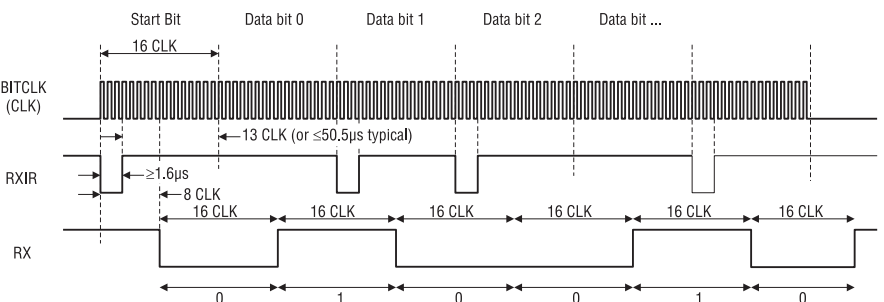 Start Bit Data bit 0 Data bit 1 Data bit 2 Data bit ...
16 CLK
BITCLK
(CLK)
13 CLK (or ≤50.5µs typical)
RXIR
≥1.6µs
8 CLK
16 CLK 16 CLK 16 CLK 16 CLK 16 CLK 16 CLK
RX
0 1 0 0 1 0